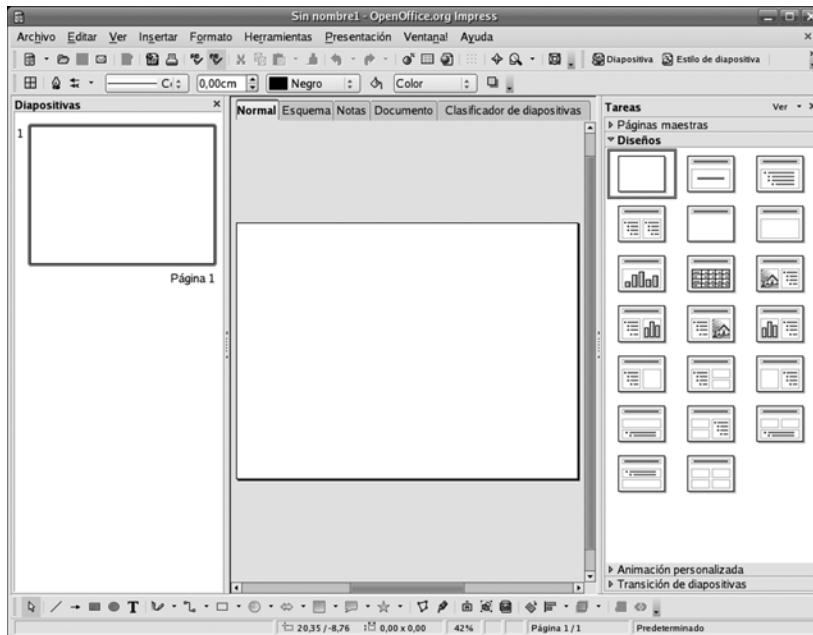 Sin nombre1 - OpenOffice.org Impress
Archivo Editar Ver Insertar Formato Herramientas Presentación Ventana! Ayuda
Diapositiva Estilo de diapositiva
0,00cm Negro Color
Diapositivas
Normal Esquema Notas Documento Clasificador de diapositivas
Tareas Ver
Páginas maestras
Diseños
1
Página 1
Animación personalizada
Transición de diapositivas
T
20,35 / -8,76 0,00 x 0,00 42% Página 1 / 1 Predeterminado